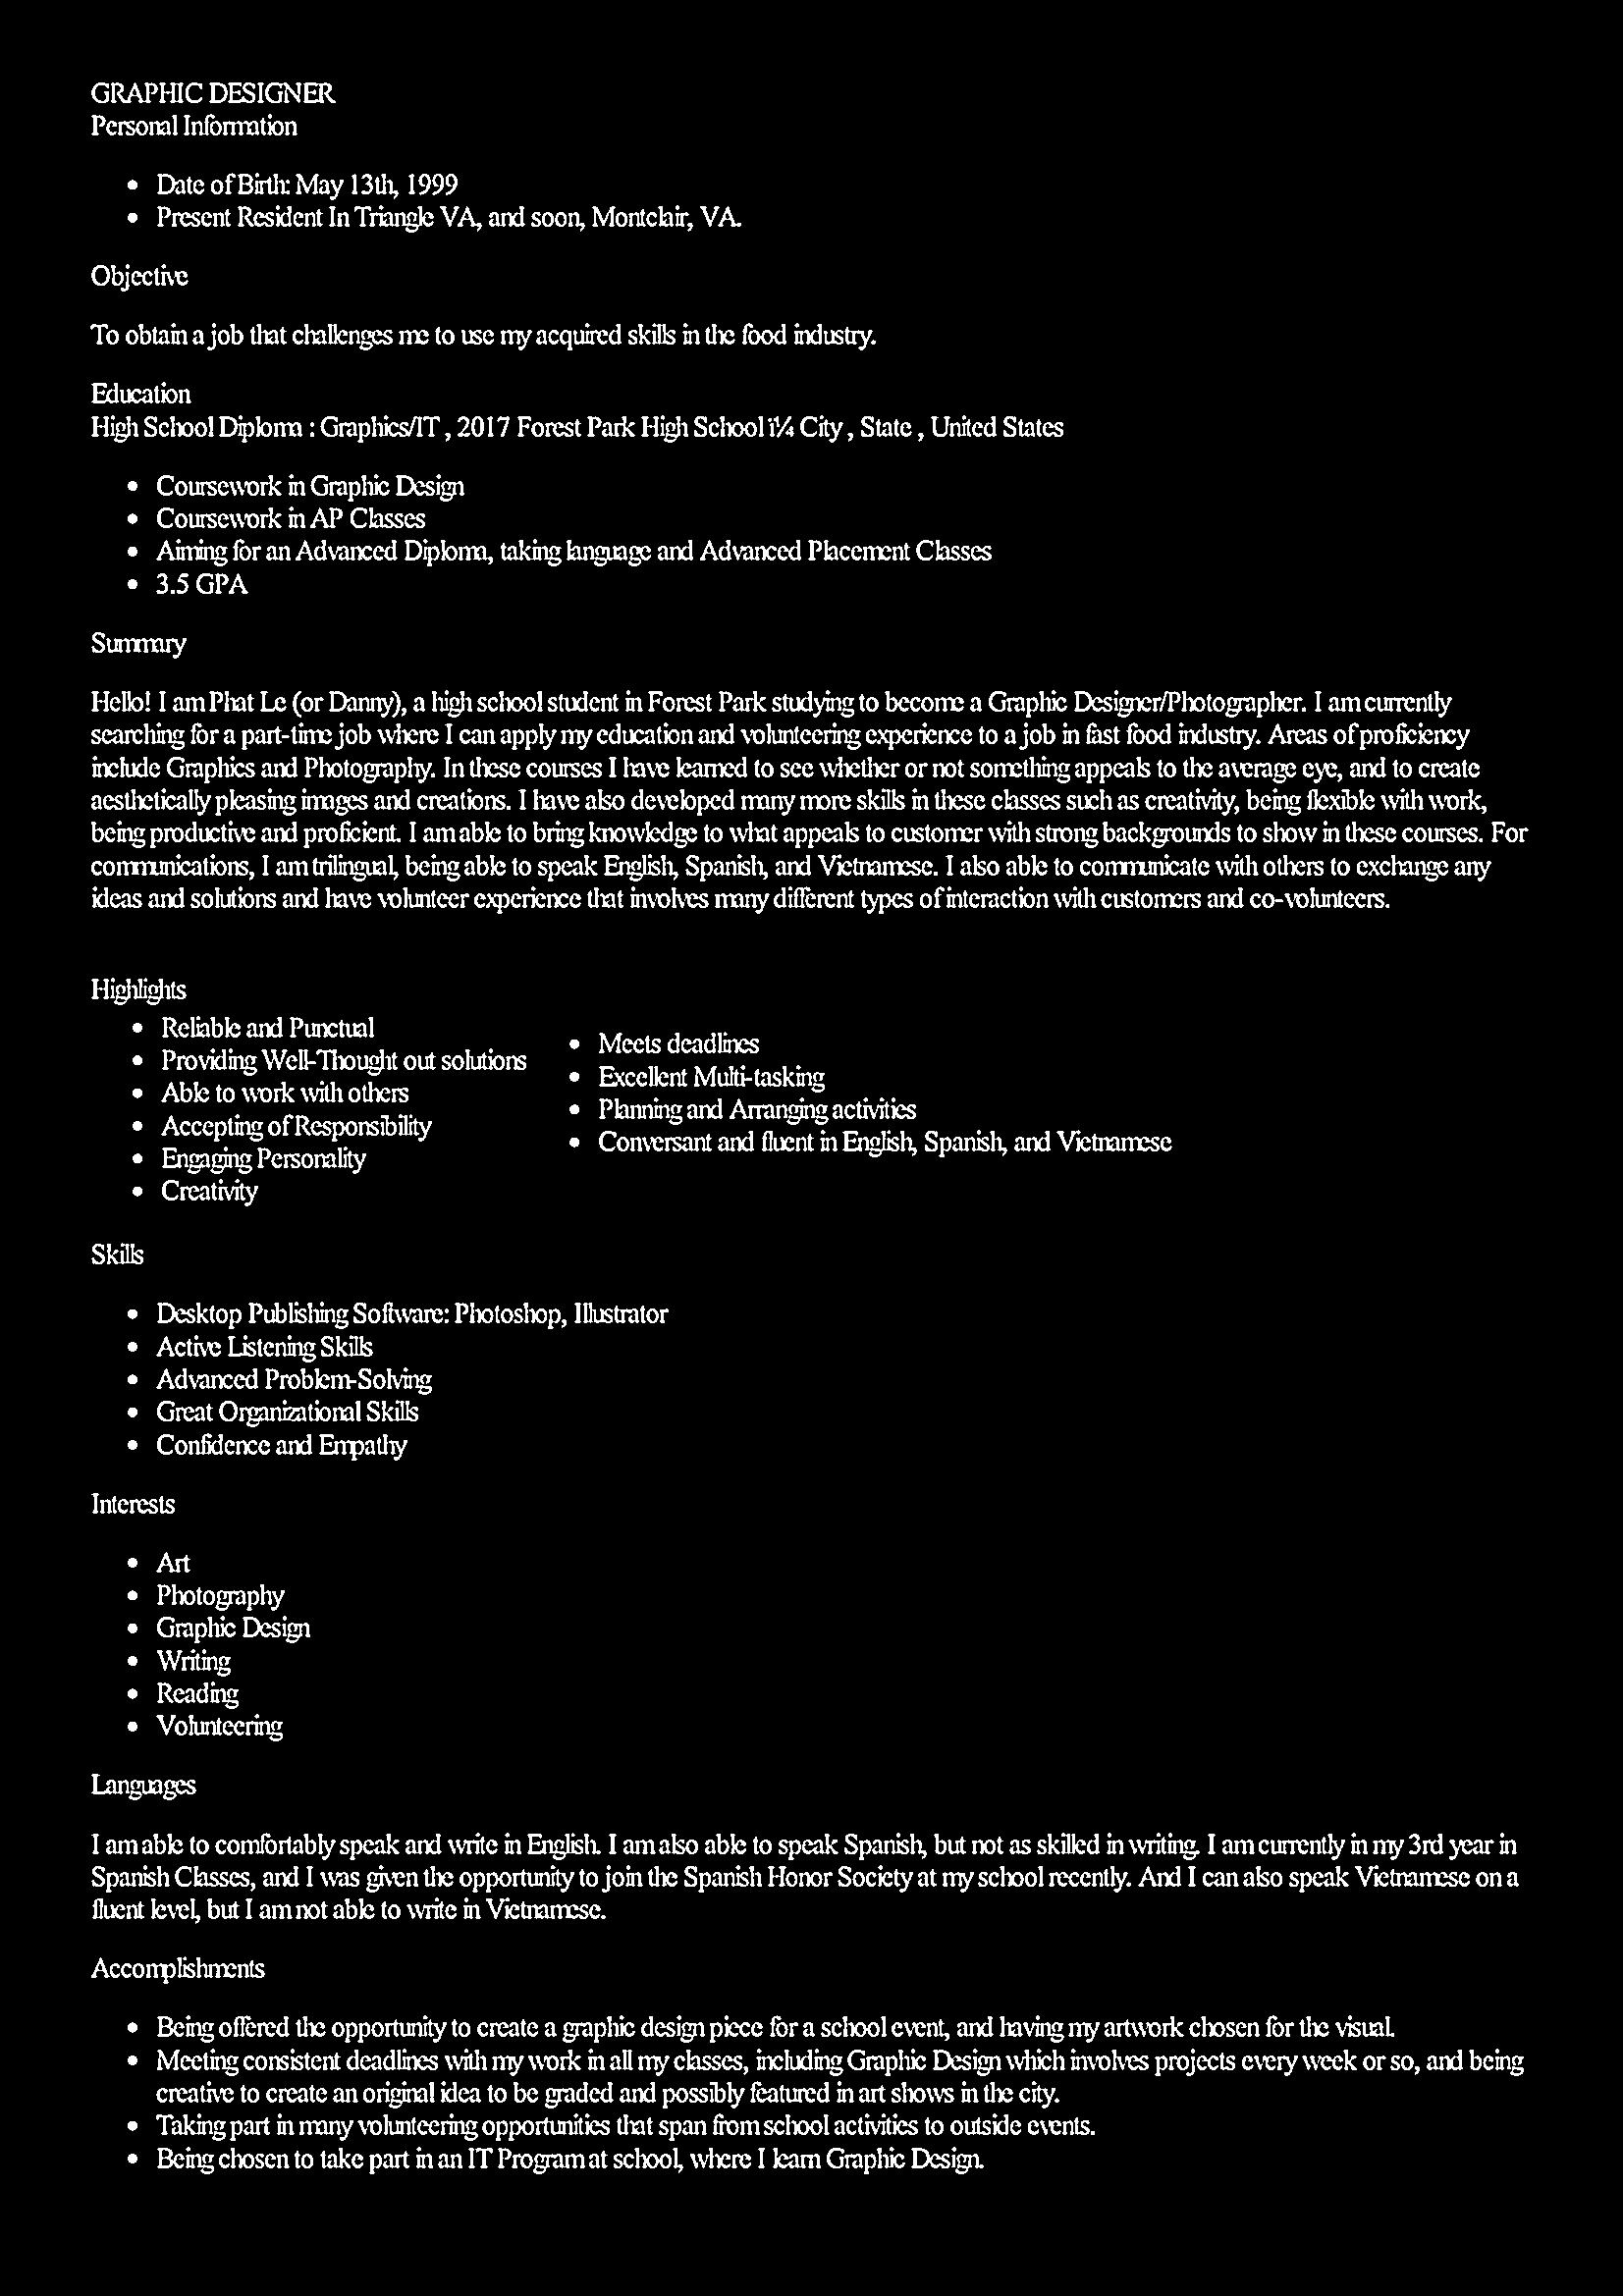 GRAPHIC DESIGNER
Personal Information
• Date of Birth: May 13th, 1999
• Present Resident In Triangle VA, and soon, Montclair, VA.
Objective
To obtain a job that challenges me to use my acquired skills in the food industry.
Education
High School Diploma : Graphics/IT , 2017 Forest Park High School ï¼ City , State , United States
• Coursework in Graphic Design
• Coursework in AP Classes
• Aiming for an Advanced Diploma, taking language and Advanced Placement Classes
• 3.5 GPA
Summary
Hello! I am Phat Le (or Danny), a high school student in Forest Park studying to become a Graphic Designer/Photographer. I am currently
searching for a part-time job where I can apply my education and volunteering experience to a job in fast food industry. Areas of proficiency
include Graphics and Photography. In these courses I have learned to see whether or not something appeals to the average eye, and to create
aesthetically pleasing images and creations. I have also developed many more skills in these classes such as creativity, being flexible with work,
being productive and proficient. I am able to bring knowledge to what appeals to customer with strong backgrounds to show in these courses. For
communications, I am trilingual, being able to speak English, Spanish, and Vietnamese. I also able to communicate with others to exchange any
ideas and solutions and have volunteer experience that involves many different types of interaction with customers and co-volunteers.
Highlights
• Reliable and Punctual
• Providing Well-Thought out solutions
• Able to work with others
• Accepting of Responsibility
• Engaging Personality
• Creativity
• Meets deadlines
• Excellent Multi-tasking
• Planning and Arranging activities
• Conversant and fluent in English, Spanish, and Vietnamese
Skills
• Desktop Publishing Software: Photoshop, Illustrator
• Active Listening Skills
• Advanced Problem-Solving
• Great Organizational Skills
• Confidence and Empathy
Interests
• Art
• Photography
• Graphic Design
• Writing
• Reading
• Volunteering
Languages
I am able to comfortably speak and write in English. I am also able to speak Spanish, but not as skilled in writing. I am currently in my 3rd year in
Spanish Classes, and I was given the opportunity to join the Spanish Honor Society at my school recently. And I can also speak Vietnamese on a
fluent level, but I am not able to write in Vietnamese.
Accomplishments
• Being offered the opportunity to create a graphic design piece for a school event, and having my artwork chosen for the visual.
• Meeting consistent deadlines with my work in all my classes, including Graphic Design which involves projects every week or so, and being
creative to create an original idea to be graded and possibly featured in art shows in the city.
• Taking part in many volunteering opportunities that span from school activities to outside events.
• Being chosen to take part in an IT Program at school, where I learn Graphic Design.